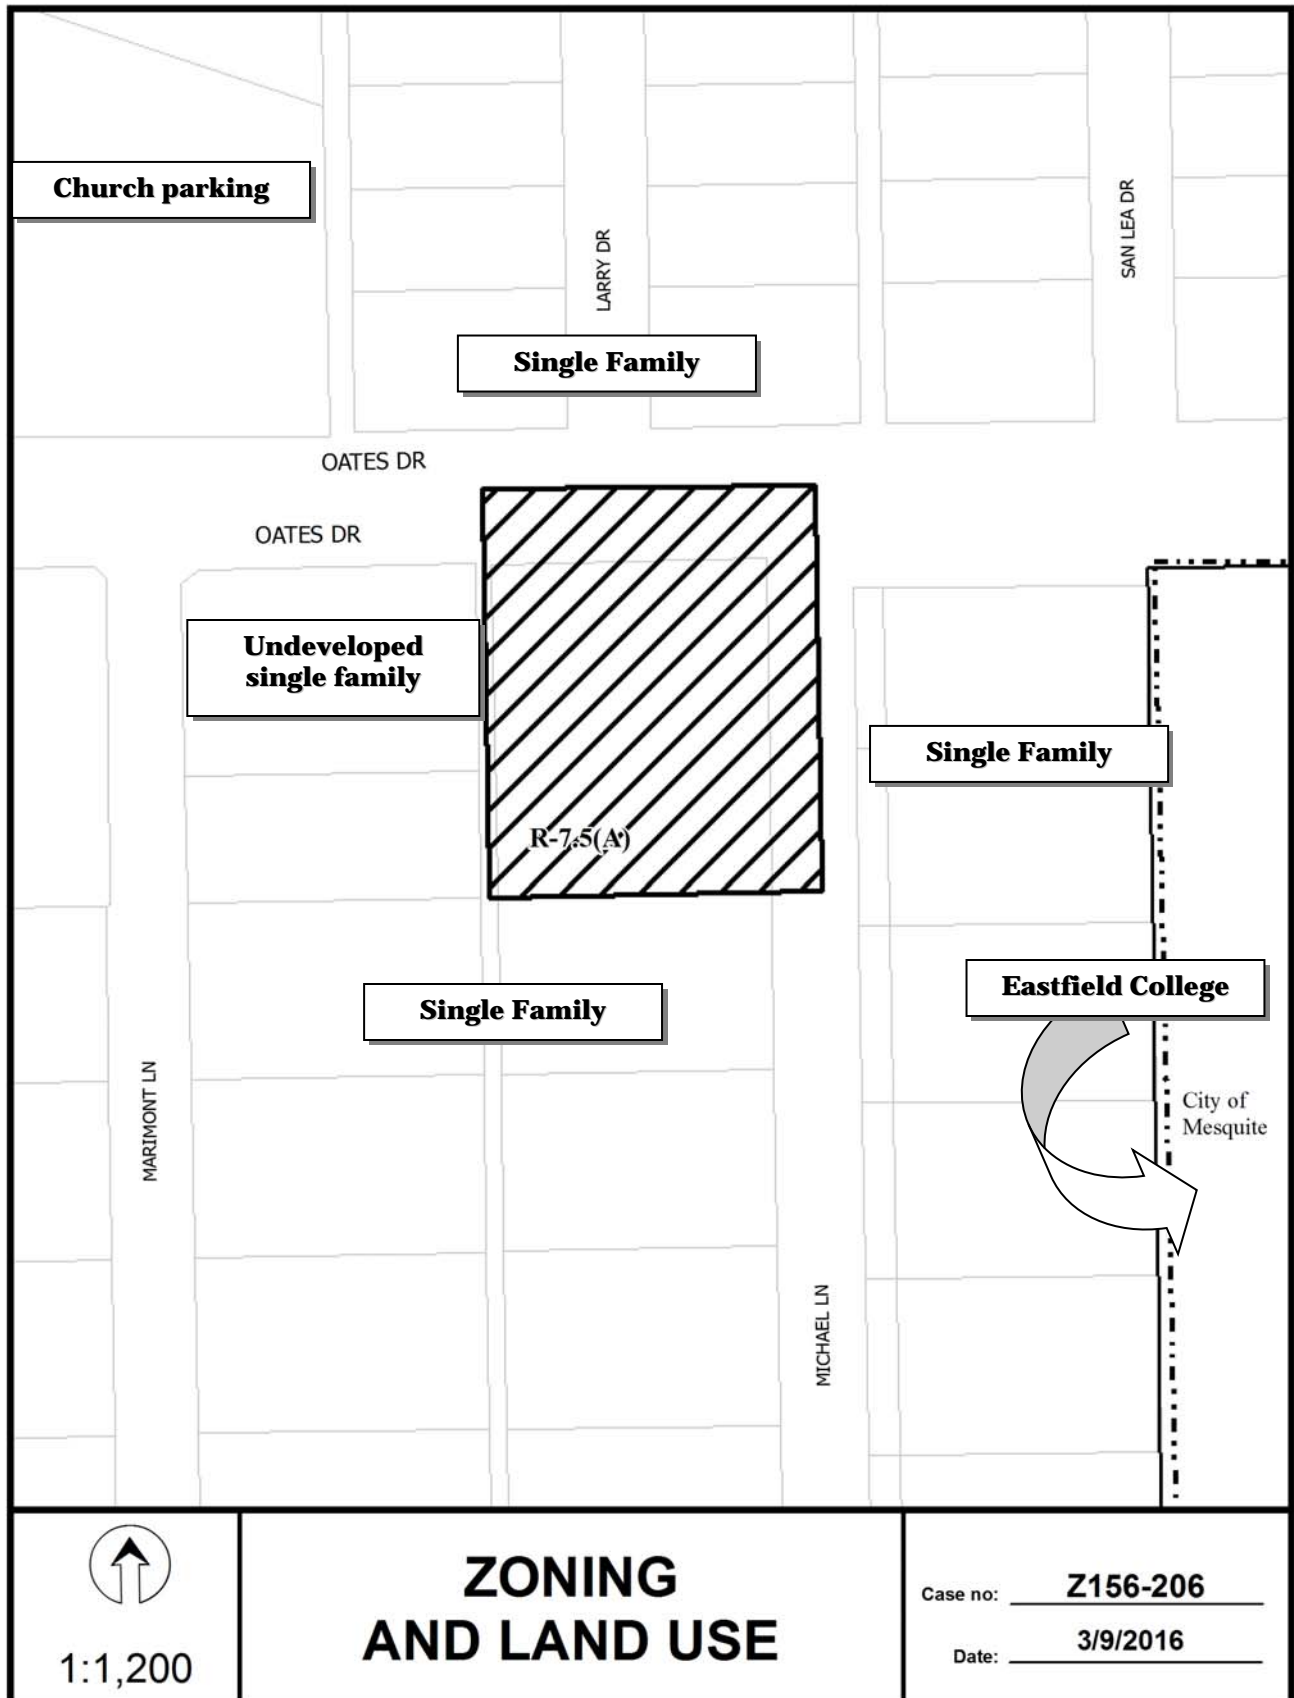 Church parking
SAN LEA DR
LARRY DR
Single Family
OATES DR
OATES DR
Undeveloped
single family
Single Family
R-7.5(A)
Eastfield College
Single Family
City of
Mesquite
MARIMONT LN
MICHAEL LN
1:1,200
ZONING
AND LAND USE
Case no: Z156-206
Date: 3/9/2016